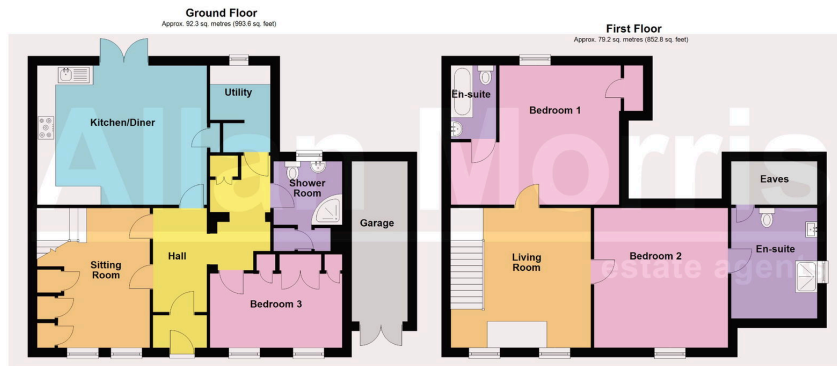 Ground Floor
Approx. 92.3 sq. metres (993.6 sq. feet)
Kitchen/Diner
Utility
Shower
Room
Garage
Hall
Sitting
Room
Bedroom 3
First Floor
Approx. 79.2 sq. metres (852.8 sq. feet)
En-suite
Bedroom 1
Eaves
Living
Room
Bedroom 2
En-suite
Allan Morris
estate agents